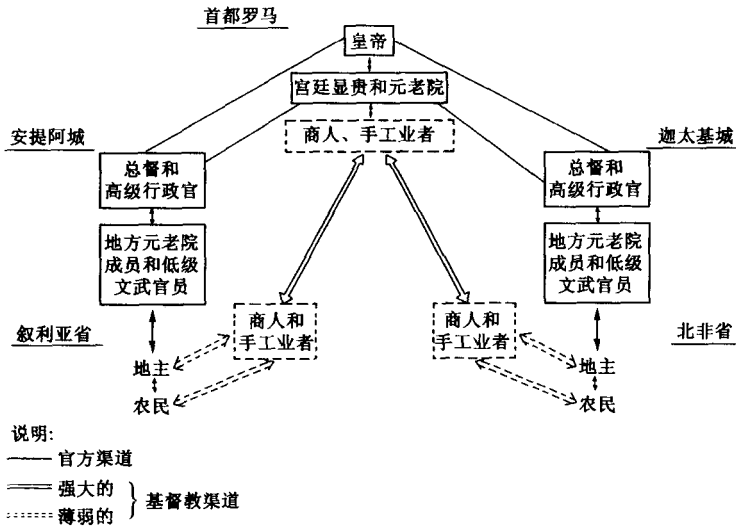 首都罗马
皇帝
宫廷显贵和元老院
商人、手工业者
安提阿城
迦太基城
总督和
高级行政官
总督和
高级行政官
地方元老院
成员和低级
文武官员
地方元老院
成员和低级
文武官员
叙利亚省
商人和
手工业者
商人和
手工业者
北非省
地主
地主
农民
农民
说明:
官方渠道
强大的
基督教渠道
薄弱的